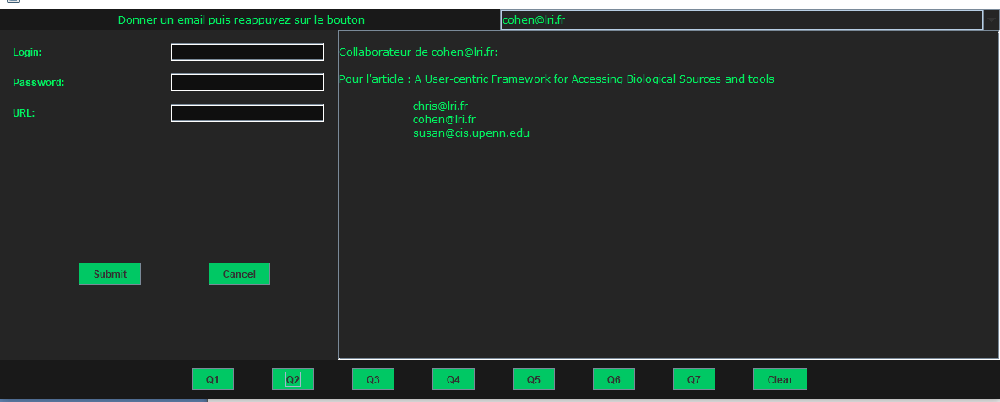 Donner un email puis reappuyez sur le bouton
cohen@lri.fr
Login:
Password:
URL:
Collaborateur de cohen@lri.fr:
Pour l'article : A User-centric Framework for Accessing Biological Sources and tools
chris@lri.fr
cohen@lri.fr
susan@cis.upenn.edu
Submit
Cancel
Q1
Q2
Q3
Q4
Q5
Q6
Q7
Clear